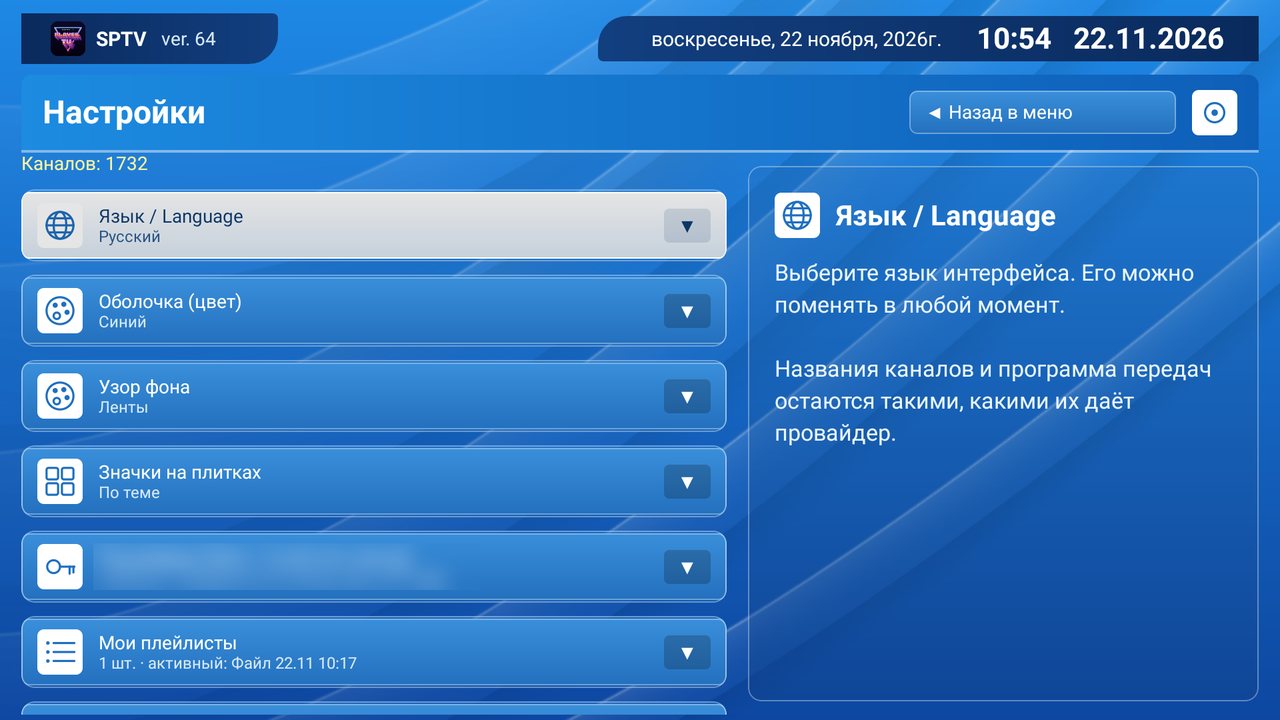 SPTV ver. 64
воскресенье, 22 ноября, 2026г. 10:54 22.11.2026
Настройки
◄ Назад в меню
Каналов: 1732
Язык / Language
Русский
▼
Оболочка (цвет)
Синий
▼
Узор фона
Ленты
▼
Значки на плитках
По теме
▼
▼
Мои плейлисты
1 шт. · активный: Файл 22.11 10:17
▼
Язык / Language
Выберите язык интерфейса. Его можно
поменять в любой момент.
Названия каналов и программа передач
остаются такими, какими их даёт
провайдер.